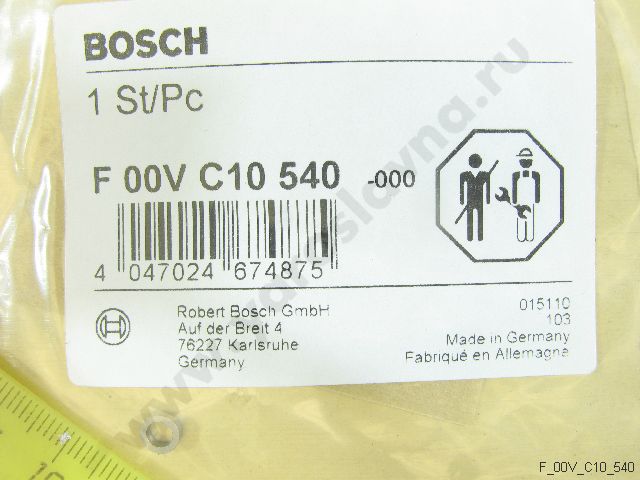 BOSCH
1 St/Pc
F 00V C10 540 -000
4 047024 674875
Robert Bosch GmbH
Auf der Breit 4
76227 Karlsruhe
Germany
015110
103
Made in Germany
Fabriqué en Allemagne
10
F_00V_C10_540